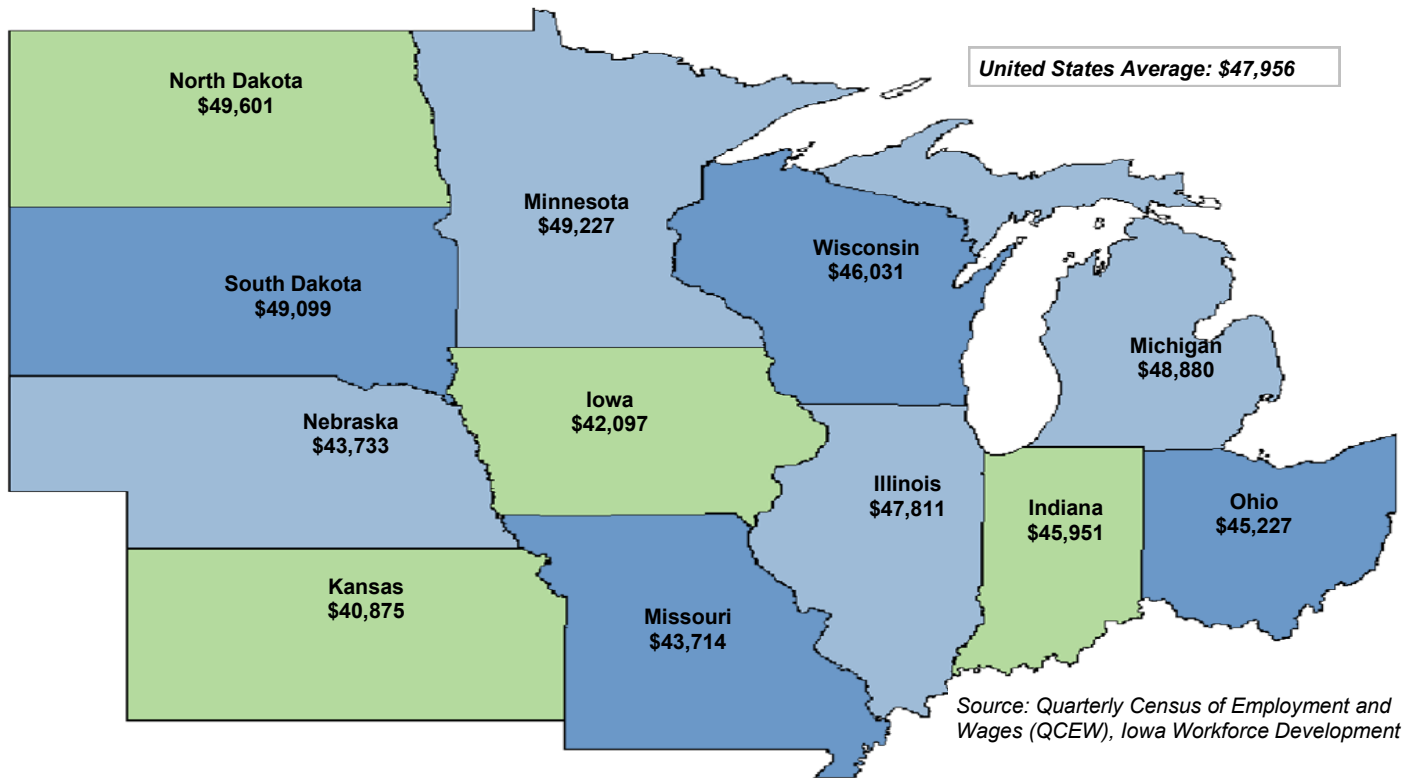 United States Average: $47,956
North Dakota
$49,601
Minnesota
$49,227
Wisconsin
$46,031
South Dakota
$49,099
Michigan
$48,880
Iowa
$42,097
Nebraska
$43,733
Illinois
$47,811
Indiana
$45,951
Ohio
$45,227
Kansas
$40,875
Missouri
$43,714
Source: Quarterly Census of Employment and
Wages (QCEW), Iowa Workforce Development